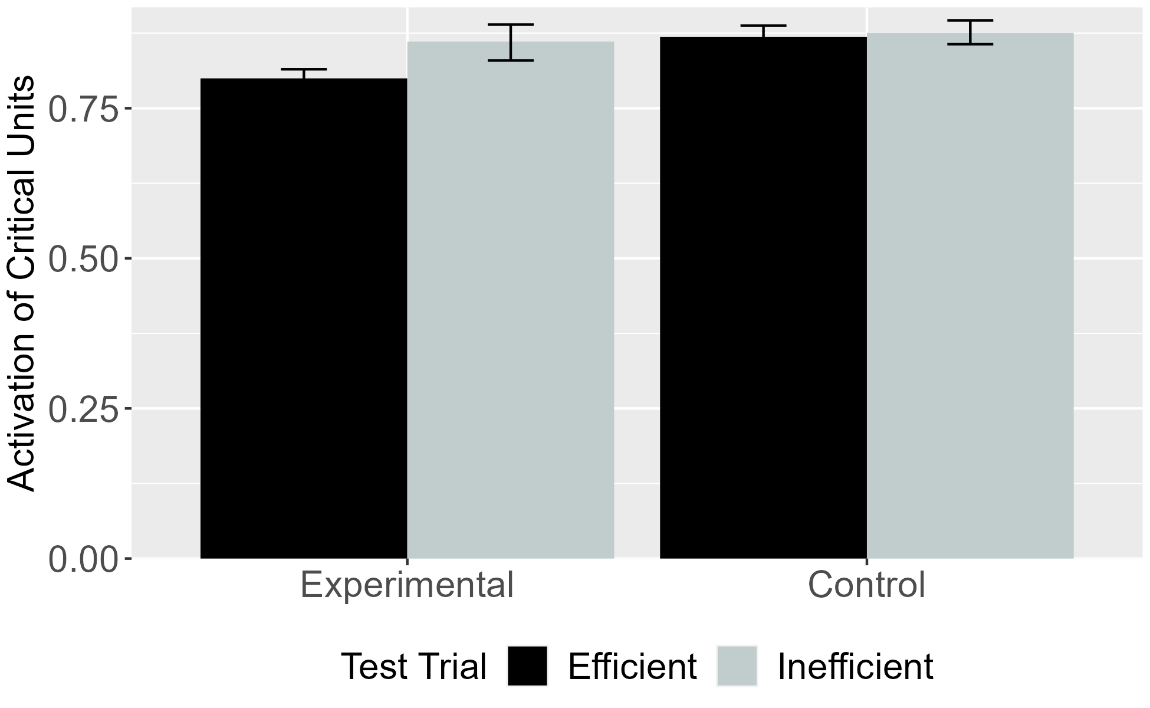 Activation of Critical Units
0.75
0.50
0.25
0.00
Experimental Control
Test Trial Efficient Inefficient